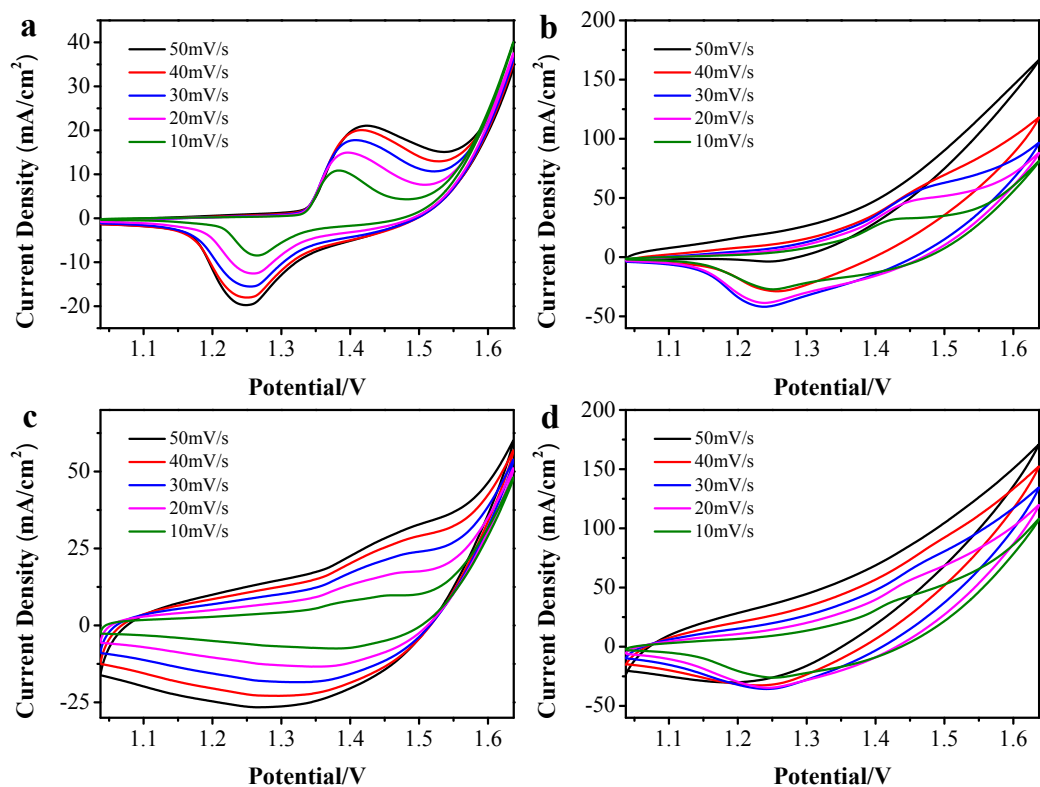 a
50mV/s
40mV/s
30mV/s
20mV/s
10mV/s
40
30
20
10
0
-10
-20
Current Density (mA/cm²)
1.1 1.2 1.3 1.4 1.5 1.6
Potential/V
b
50mV/s
40mV/s
30mV/s
20mV/s
10mV/s
200
150
100
50
0
-50
Current Density (mA/cm²)
1.1 1.2 1.3 1.4 1.5 1.6
Potential/V
c
50mV/s
40mV/s
30mV/s
20mV/s
10mV/s
50
25
0
-25
Current Density (mA/cm²)
1.1 1.2 1.3 1.4 1.5 1.6
Potential/V
d
50mV/s
40mV/s
30mV/s
20mV/s
10mV/s
200
150
100
50
0
-50
Current Density (mA/cm²)
1.1 1.2 1.3 1.4 1.5 1.6
Potential/V